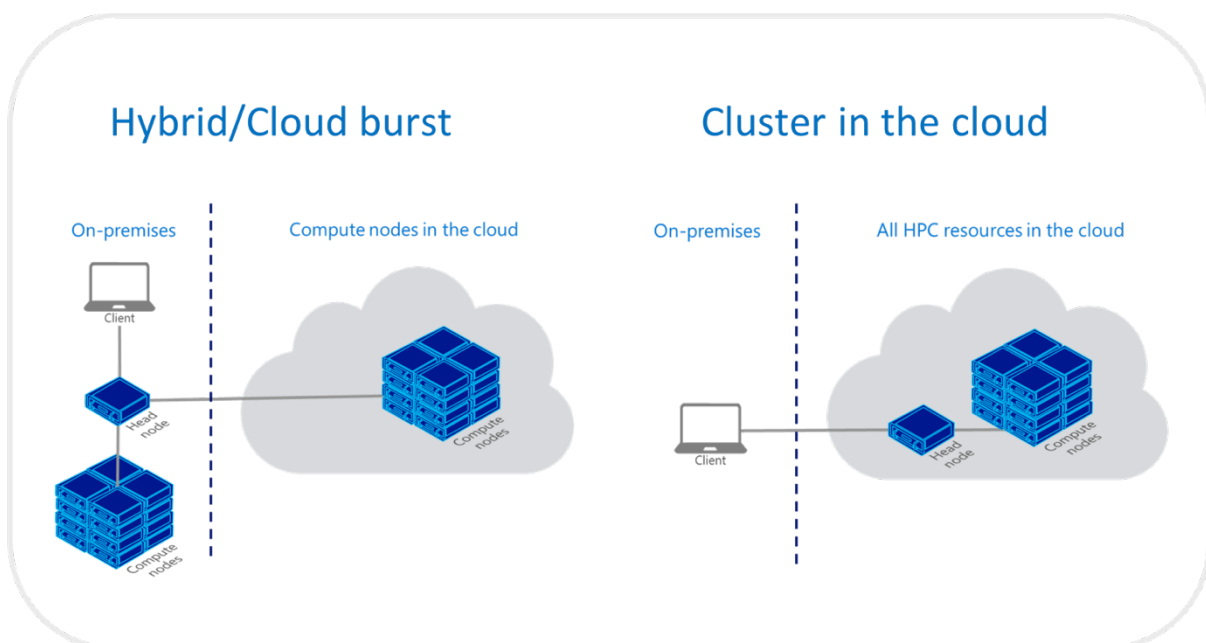 Hybrid/Cloud burst
On-premises
Compute nodes in the cloud
Client
Head
node
Compute
nodes
Compute
nodes
Cluster in the cloud
On-premises
All HPC resources in the cloud
Client
Head
node
Compute
nodes